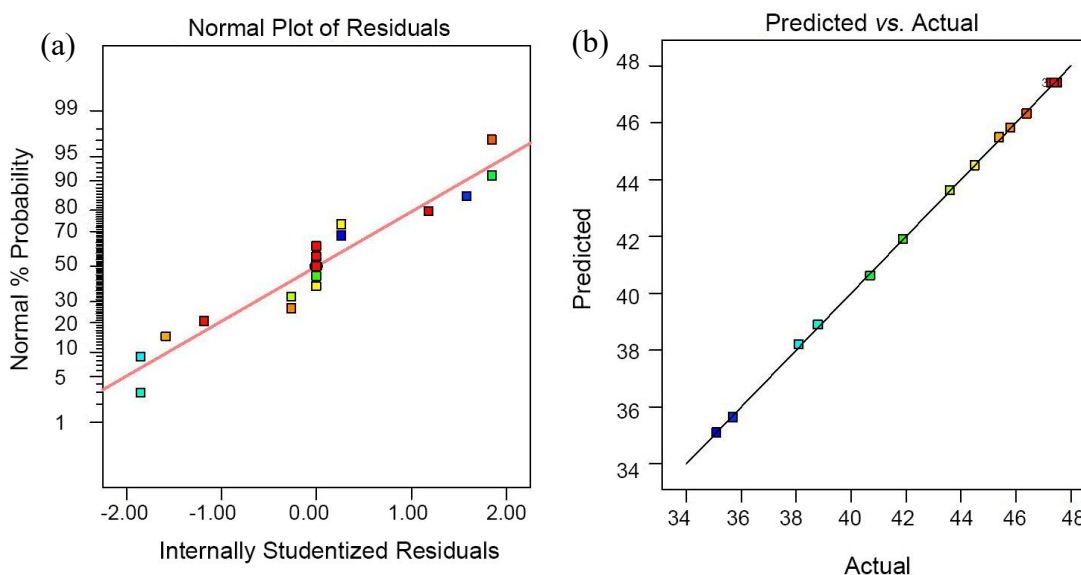 (a)
Normal Plot of Residuals
Normal % Probability
99
95
90
80
70
50
30
20
10
5
1
-2.00 -1.00 0.00 1.00 2.00
Internally Studentized Residuals
(b)
Predicted vs. Actual
Predicted
48
46
44
42
40
38
36
34
3
34 36 38 40 42 44 46 48
Actual